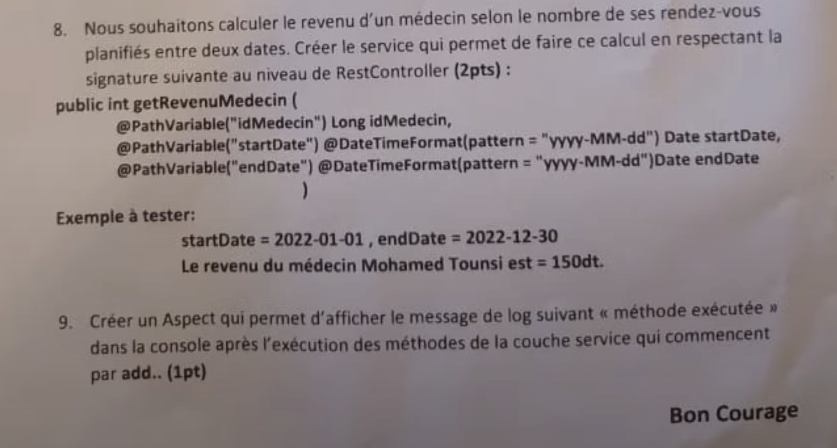 8. Nous souhaitons calculer le revenu d'un médecin selon le nombre de ses rendez-vous
planifiés entre deux dates. Créer le service qui permet de faire ce calcul en respectant la
signature suivante au niveau de RestController (2pts) :
public int getRevenuMedecin (
@PathVariable("idMedecin") Long idMedecin,
@PathVariable("startDate") @DateTimeFormat(pattern = "yyyy-MM-dd") Date startDate,
@PathVariable("endDate") @DateTimeFormat(pattern = "yyyy-MM-dd")Date endDate
)
Exemple à tester:
startDate = 2022-01-01 , endDate = 2022-12-30
Le revenu du médecin Mohamed Tounsi est = 150dt.
9. Créer un Aspect qui permet d'afficher le message de log suivant « méthode exécutée »
dans la console après l'exécution des méthodes de la couche service qui commencent
par add.. (1pt)
Bon Courage